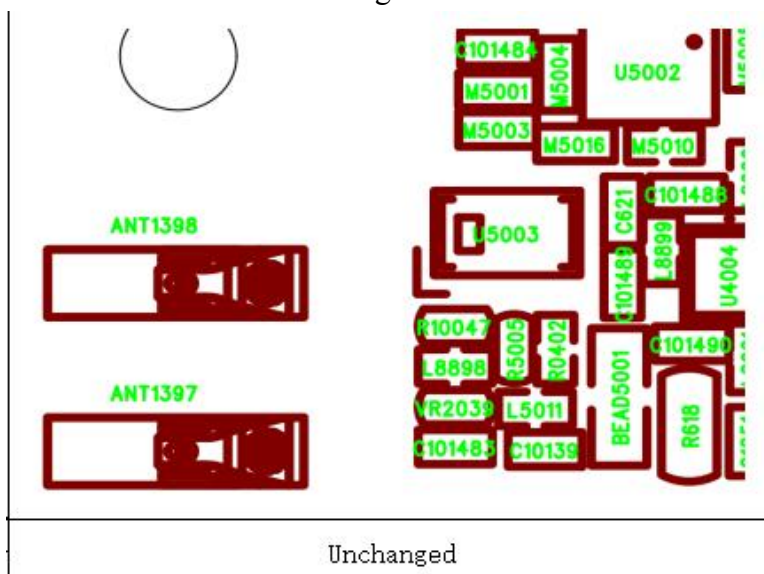 C101484
M5004
U5002
M5001
M5003
M5016
M5010
C621
C101488
ANT1398
U5003
L8899
C101489
U4004
R10047
R5005
R0402
C101490
L8898
BEAD5001
ANT1397
VR2039
L5011
R618
C101483
C10139
Unchanged